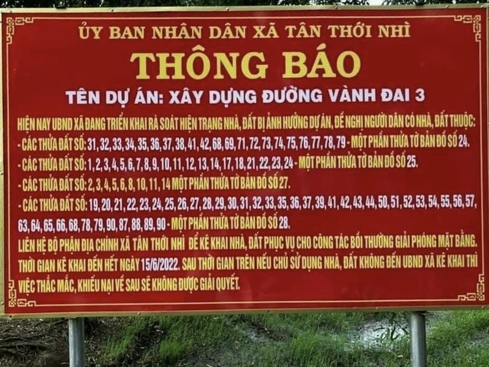 ỦY BAN NHÂN DÂN XÃ TÂN THỚI NHÌ
THÔNG BÁO
TÊN DỰ ÁN: XÂY DỰNG ĐƯỜNG VÀNH ĐAI 3
HIỆN NAY UBND XÃ ĐANG TRIỂN KHAI RÀ SOÁT HIỆN TRẠNG NHÀ, ĐẤT BỊ ẢNH HƯỞNG DỰ ÁN, ĐỀ NGHỊ NGƯỜI DÂN CÓ NHÀ, ĐẤT THUỘC:
- CÁC THỬA ĐẤT SỐ: 31, 32, 33, 34, 35, 36, 37, 38, 41, 42, 68, 69, 71, 72, 73, 74, 75, 76, 77, 78, 79 - MỘT PHẦN THỬA TỜ BẢN ĐỒ SỐ 24.
- CÁC THỬA ĐẤT SỐ: 1, 2, 3, 4, 5, 6, 7, 8, 9, 10, 11, 12, 13, 14, 17, 18, 21, 22, 23, 24 - MỘT PHẦN THỬA TỜ BẢN ĐỒ SỐ 25.
- CÁC THỬA ĐẤT SỐ: 2, 3, 4, 5, 6, 8, 10, 11, 14 MỘT PHẦN THỬA TỜ BẢN ĐỒ SỐ 27.
- CÁC THỬA ĐẤT SỐ: 19, 20, 21, 22, 23, 24, 25, 26, 27, 28, 29, 30, 31, 32, 33, 35, 36, 37, 39, 41, 42, 43, 44, 50, 51, 52, 53, 54, 55, 56, 57,
63, 64, 65, 66, 68, 78, 79, 90, 87, 88, 89, 90 - MỘT PHẦN THỬA TỜ BẢN ĐỒ SỐ 28.
LIÊN HỆ BỘ PHẬN ĐỊA CHÍNH XÃ TÂN THỚI NHÌ ĐỂ KÊ KHAI NHÀ, ĐẤT PHỤC VỤ CHO CÔNG TÁC BỒI THƯỜNG GIẢI PHÓNG MẶT BẰNG.
THỜI GIAN KÊ KHAI ĐẾN HẾT NGÀY 15/6/2022. SAU THỜI GIAN TRÊN NẾU CHỦ SỬ DỤNG NHÀ, ĐẤT KHÔNG ĐẾN UBND XÃ KÊ KHAI THÌ
VIỆC THẮC MẮC, KHIẾU NẠI VỀ SAU SẼ KHÔNG ĐƯỢC GIẢI QUYẾT.